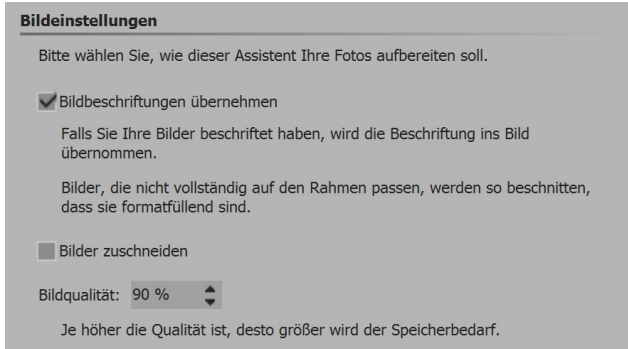 Bildeinstellungen
Bitte wählen Sie, wie dieser Assistent Ihre Fotos aufbereiten soll.
Bildbeschriftungen übernehmen
Falls Sie Ihre Bilder beschriftet haben, wird die Beschriftung ins Bild
übernommen.
Bilder, die nicht vollständig auf den Rahmen passen, werden so beschnitten,
dass sie formatfüllend sind.
Bilder zuschneiden
Bildqualität: 90 %
Je höher die Qualität ist, desto größer wird der Speicherbedarf.